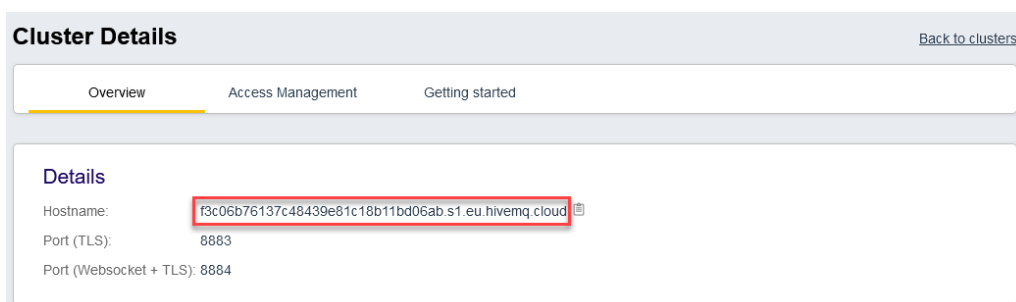 Cluster Details
Back to clusters
Overview Access Management Getting started
Details
Hostname: f3c06b76137c48439e81c18b11bd06ab.s1.eu.hivemq.cloud
Port (TLS): 8883
Port (Websocket + TLS): 8884